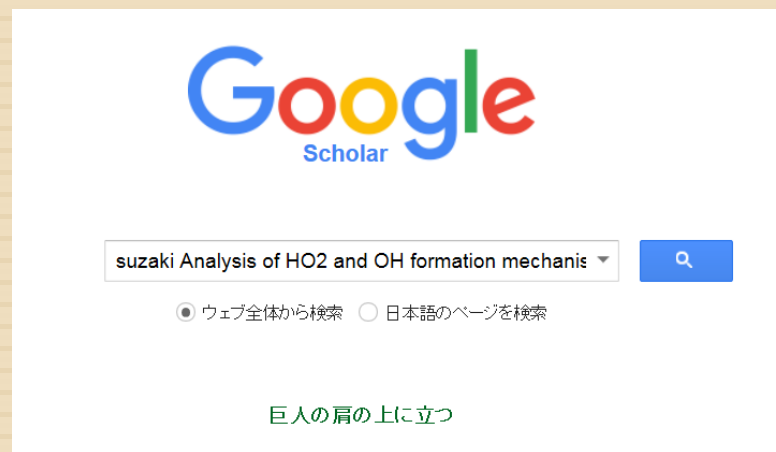 Google
Scholar
suzaki Analysis of HO2 and OH formation mechanis
ウェブ全体から検索 日本語のページを検索
巨人の肩の上に立つ